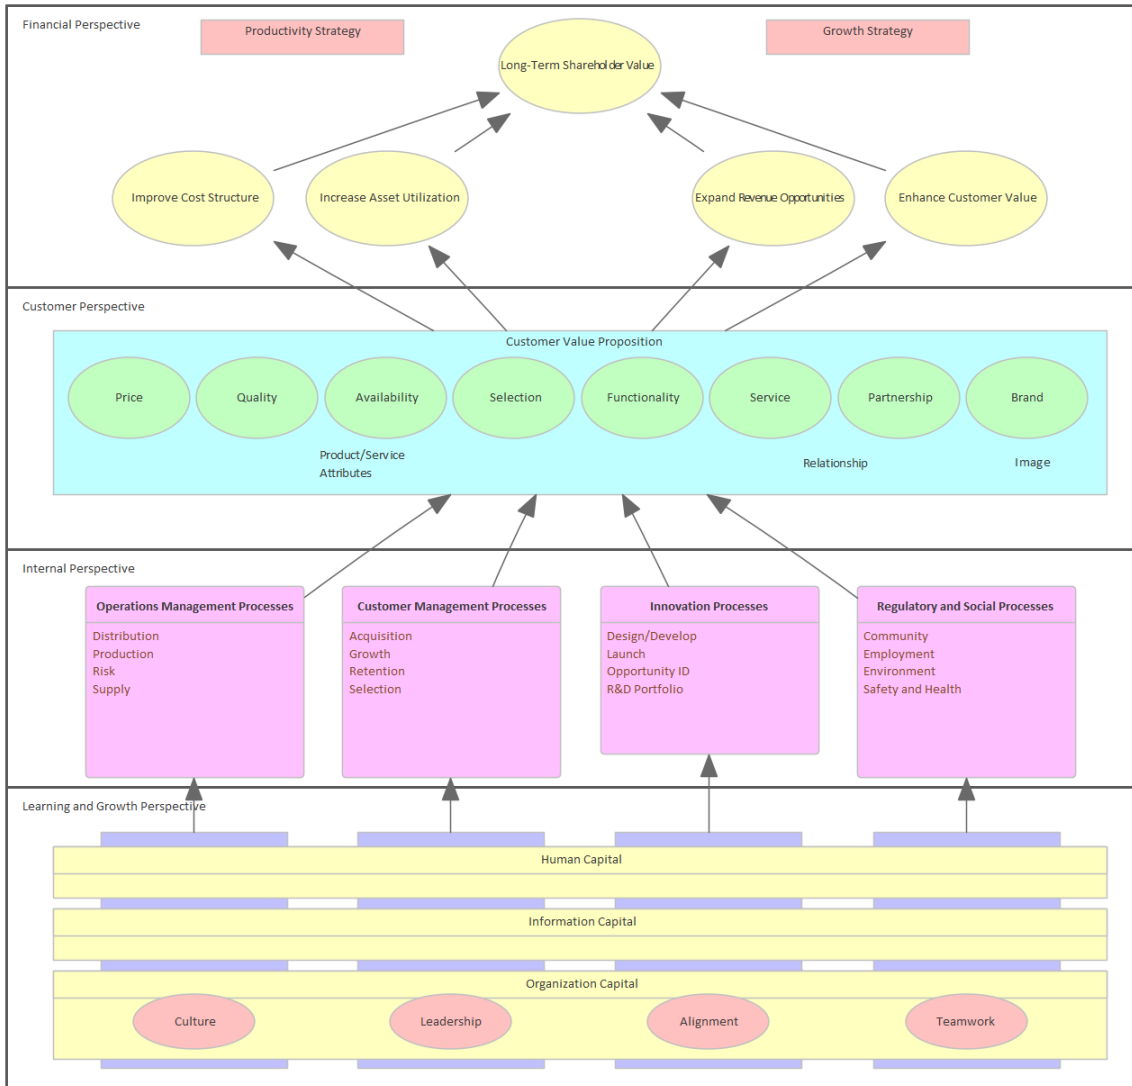 Financial Perspective
Productivity Strategy
Growth Strategy
Long-Term Shareholder Value
Improve Cost Structure
Increase Asset Utilization
Expand Revenue Opportunities
Enhance Customer Value
Customer Perspective
Customer Value Proposition
Price
Quality
Availability
Selection
Functionality
Service
Partnership
Brand
Product/Service
Attributes
Relationship
Image
Internal Perspective
Operations Management Processes
Distribution
Production
Risk
Supply
Customer Management Processes
Acquisition
Growth
Retention
Selection
Innovation Processes
Design/Develop
Launch
Opportunity ID
R&D Portfolio
Regulatory and Social Processes
Community
Employment
Environment
Safety and Health
Learning and Growth Perspective
Human Capital
Information Capital
Organization Capital
Culture
Leadership
Alignment
Teamwork